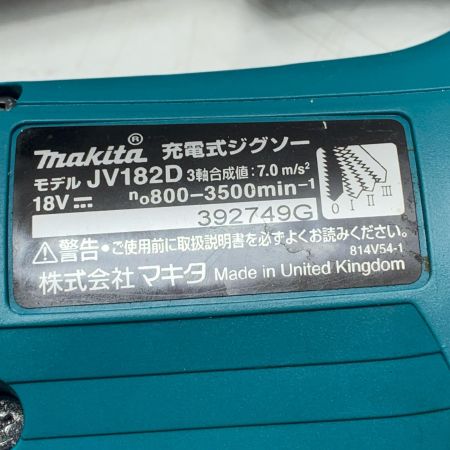 makita® 充電式ジグソー
モデル JV182D 3軸合成値:7.0m/s²
18V⎓ n₀800-3500min⁻¹
0 I II III
392749G
⚠警告・ご使用前に取扱説明書を必ずよくお読みください。
814V54-1
株式会社 マキタ Made in United Kingdom